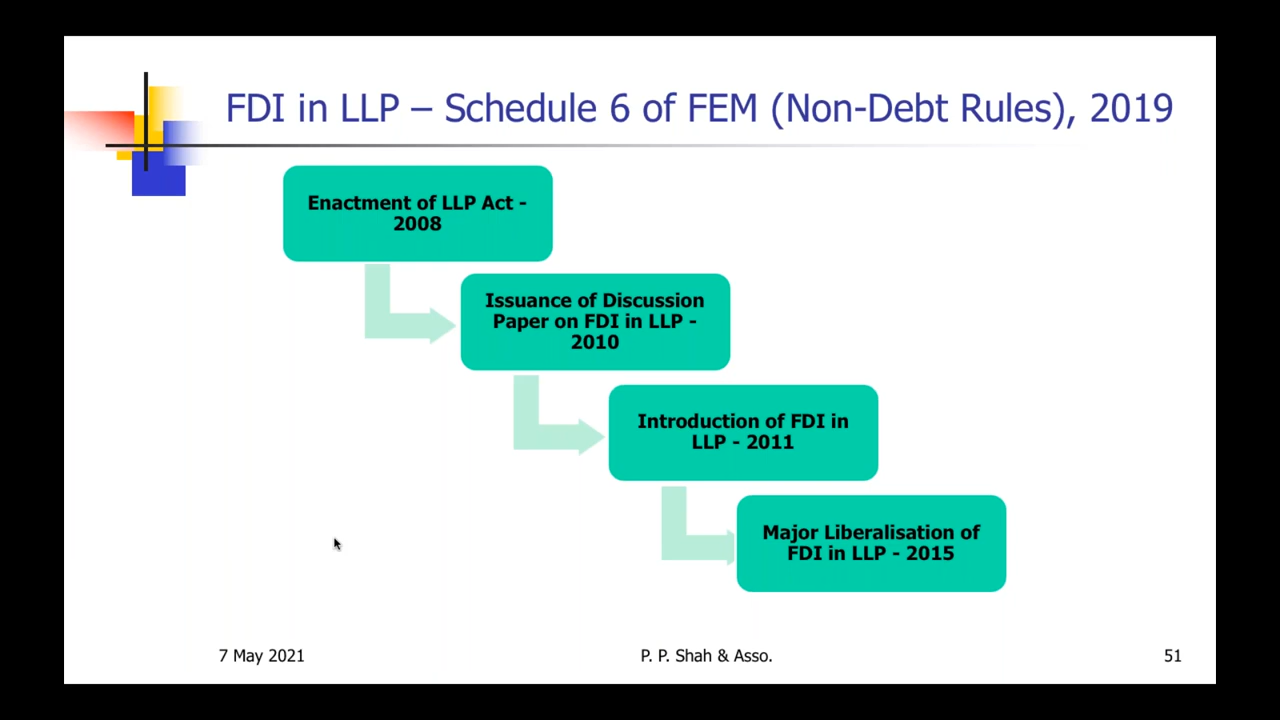 FDI in LLP – Schedule 6 of FEM (Non-Debt Rules), 2019
Enactment of LLP Act -
2008
Issuance of Discussion
Paper on FDI in LLP -
2010
Introduction of FDI in
LLP - 2011
Major Liberalisation of
FDI in LLP - 2015
7 May 2021
P. P. Shah & Asso.
51